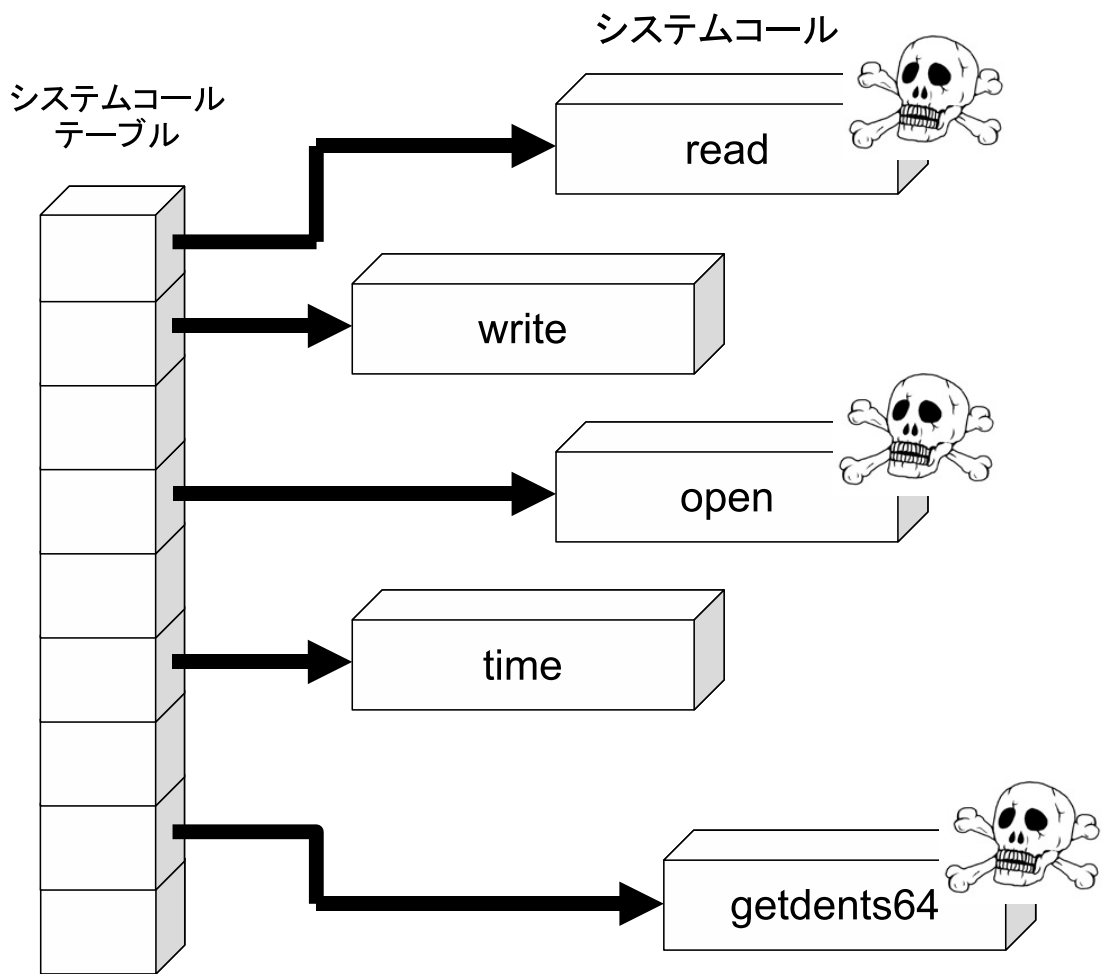 システムコール
システムコール
テーブル
read
write
open
time
getdents64